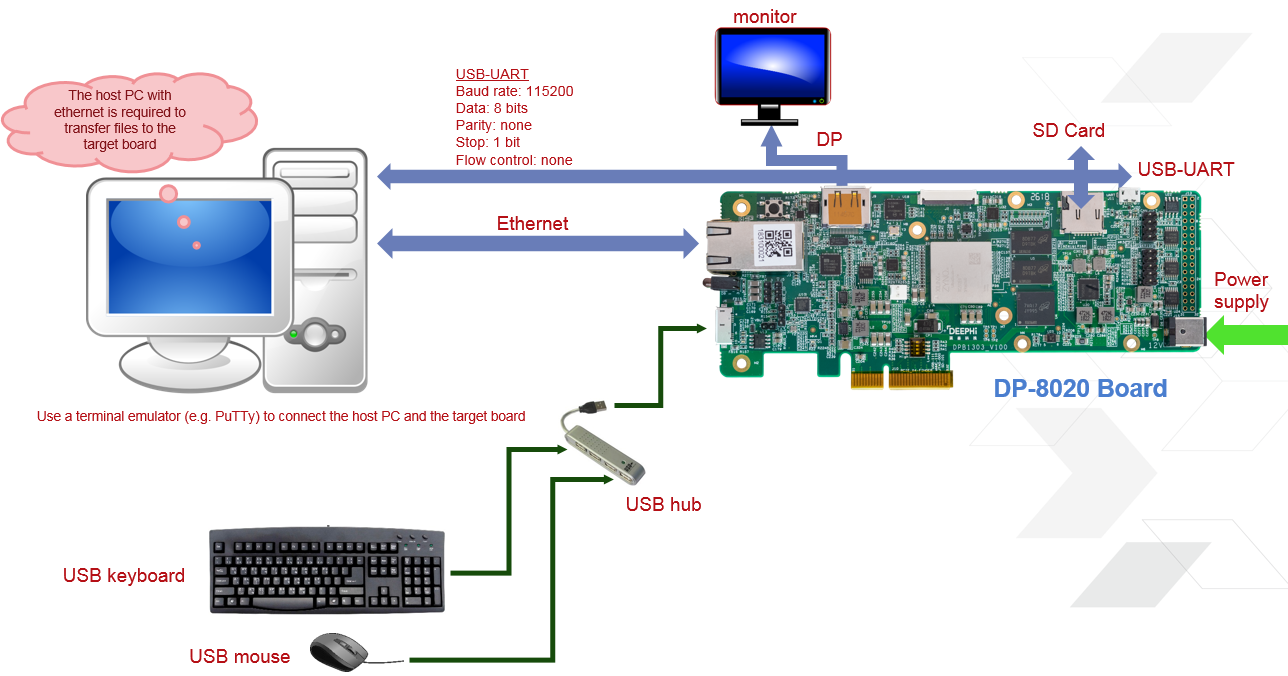 monitor
USB-UART
Baud rate: 115200
Data: 8 bits
Parity: none
Stop: 1 bit
Flow control: none
The host PC with
ethernet is required to
transfer files to the
target board
DP
SD Card
USB-UART
Ethernet
2618
Power
supply
DEEPHi
DP81303_V100
12V
DP-8020 Board
Use a terminal emulator (e.g. PuTTy) to connect the host PC and the target board
USB hub
USB keyboard
USB mouse